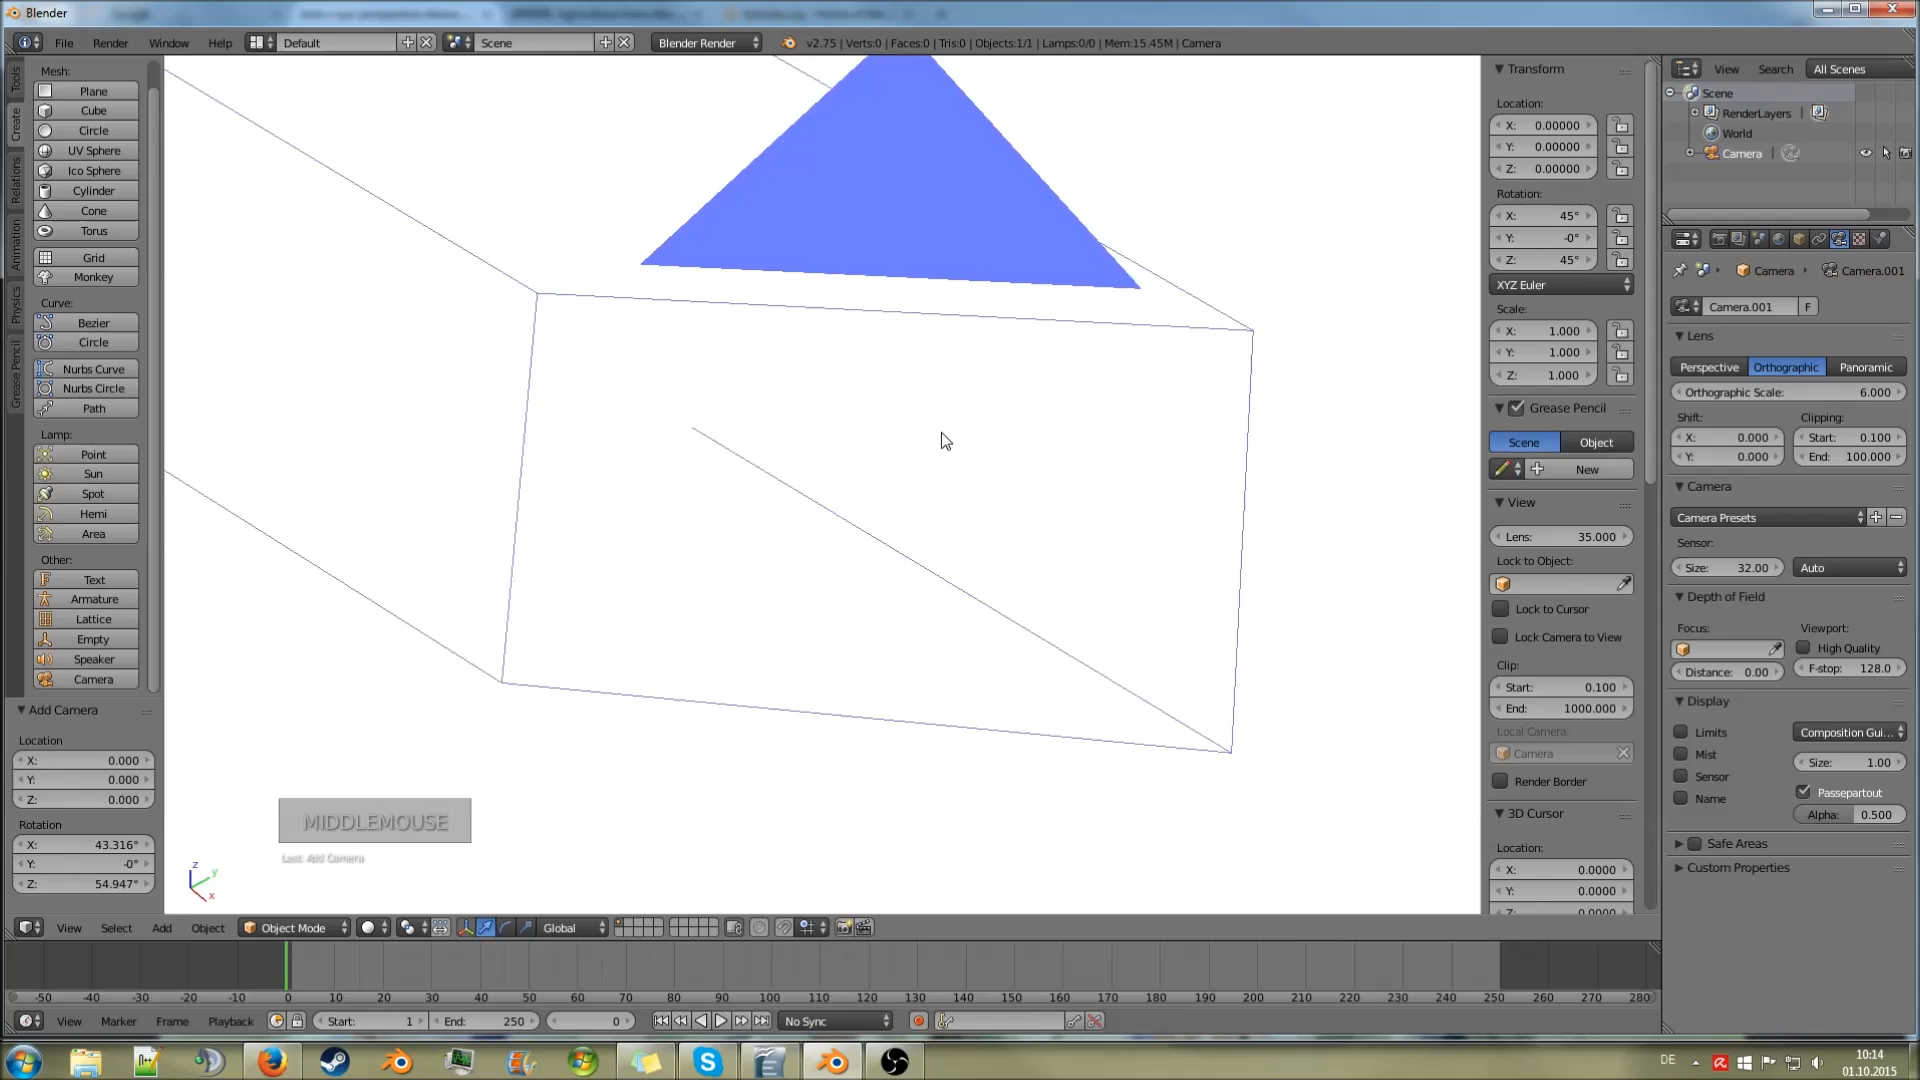 Blender
File Render Window Help Default Scene Blender Render v2.75 | Verts:0 | Faces:0 | Tris:0 | Objects:1/1 | Lamps:0/0 | Mem:15.45M | Camera
Tools
Create
Relations
Animation
Physics
Grease Pencil
Mesh:
Plane
Cube
Circle
UV Sphere
Ico Sphere
Cylinder
Cone
Torus
Grid
Monkey
Curve:
Bezier
Circle
Nurbs Curve
Nurbs Circle
Path
Lamp:
Point
Sun
Spot
Hemi
Area
Other:
Text
Armature
Lattice
Empty
Speaker
Camera
Add Camera
Location
X: 0.000
Y: 0.000
Z: 0.000
Rotation
X: 43.316°
Y: -0°
Z: 54.947°
MIDDLEMOUSE
Last: Add Camera
z
y
x
Transform
Location:
X: 0.00000
Y: 0.00000
Z: 0.00000
Rotation:
X: 45°
Y: -0°
Z: 45°
XYZ Euler
Scale:
X: 1.000
Y: 1.000
Z: 1.000
Grease Pencil
Scene Object
New
View
Lens: 35.000
Lock to Object:
Lock to Cursor
Lock Camera to View
Clip:
Start: 0.100
End: 1000.000
Local Camera:
Camera
Render Border
3D Cursor
Location:
X: 0.0000
Y: 0.0000
Z: 0.0000
View Search All Scenes
Scene
RenderLayers |
World
Camera |
Camera Camera.001
Camera.001 F
Lens
Perspective Orthographic Panoramic
Orthographic Scale: 6.000
Shift: Clipping:
X: 0.000 Start: 0.100
Y: 0.000 End: 100.000
Camera
Camera Presets
Sensor:
Size: 32.00 Auto
Depth of Field
Focus: Viewport:
High Quality
Distance: 0.00 F-stop: 128.0
Display
Limits Composition Gui...
Mist Size: 1.00
Sensor Passepartout
Name Alpha: 0.500
Safe Areas
Custom Properties
View Select Add Object Object Mode Global
-50 -40 -30 -20 -10 0 10 20 30 40 50 60 70 80 90 100 110 120 130 140 150 160 170 180 190 200 210 220 230 240 250 260 270 280
View Marker Frame Playback Start: 1 End: 250 0 No Sync
DE 10:14
01.10.2015